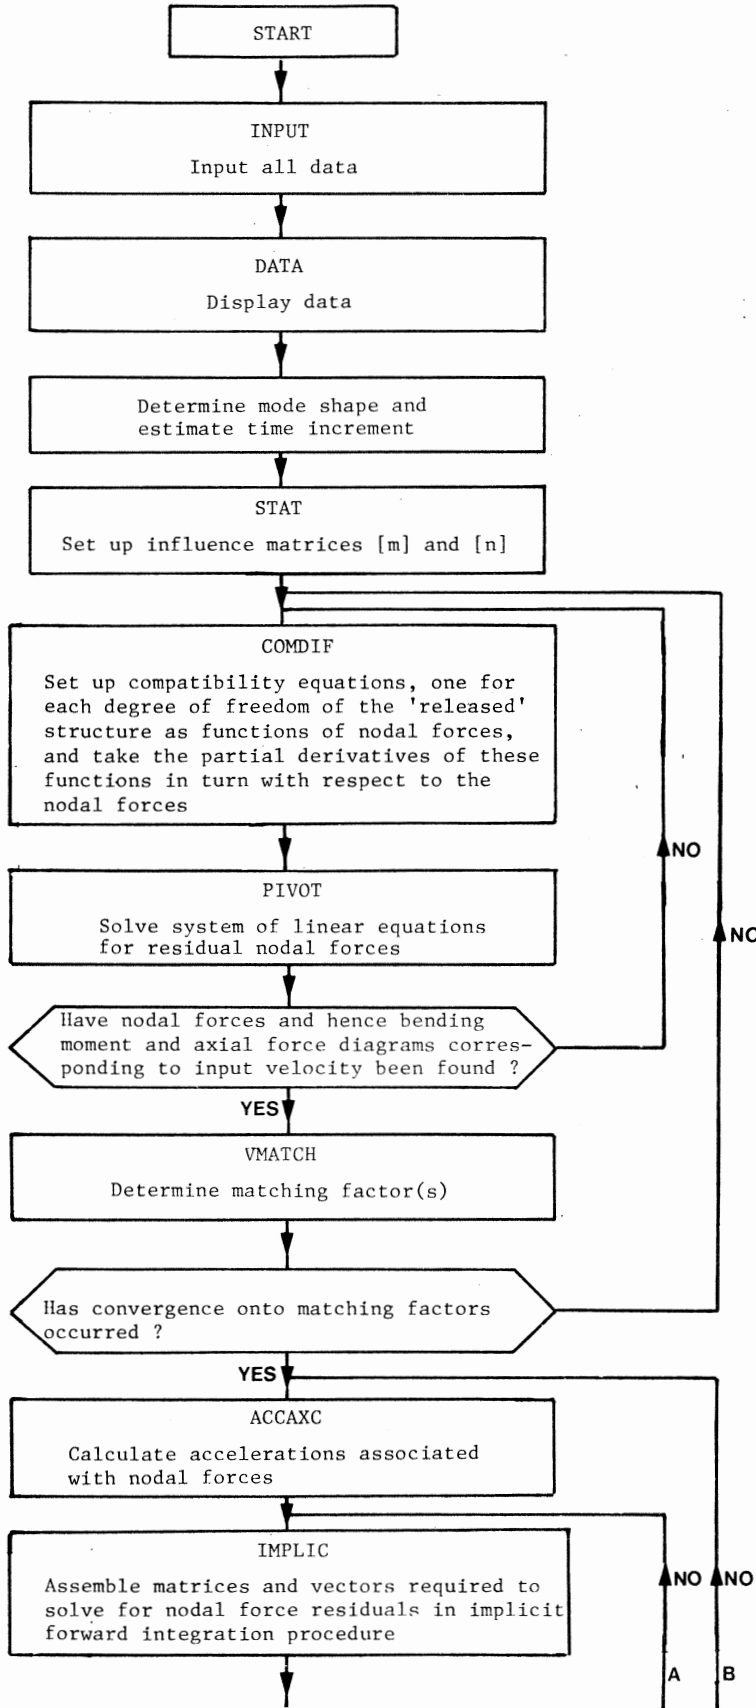 START
INPUT
Input all data
DATA
Display data
Determine mode shape and
estimate time increment
STAT
Set up influence matrices [m] and [n]
COMDIF
Set up compatibility equations, one for
each degree of freedom of the 'released'
structure as functions of nodal forces,
and take the partial derivatives of these
functions in turn with respect to the
nodal forces
NO
PIVOT
Solve system of linear equations
for residual nodal forces
NO
Have nodal forces and hence bending
moment and axial force diagrams corres-
ponding to input velocity been found ?
YES
VMATCH
Determine matching factor(s)
Has convergence onto matching factors
occurred ?
YES
ACCAXC
Calculate accelerations associated
with nodal forces
IMPLIC
Assemble matrices and vectors required to
solve for nodal force residuals in implicit
forward integration procedure
NO
NO
A
B